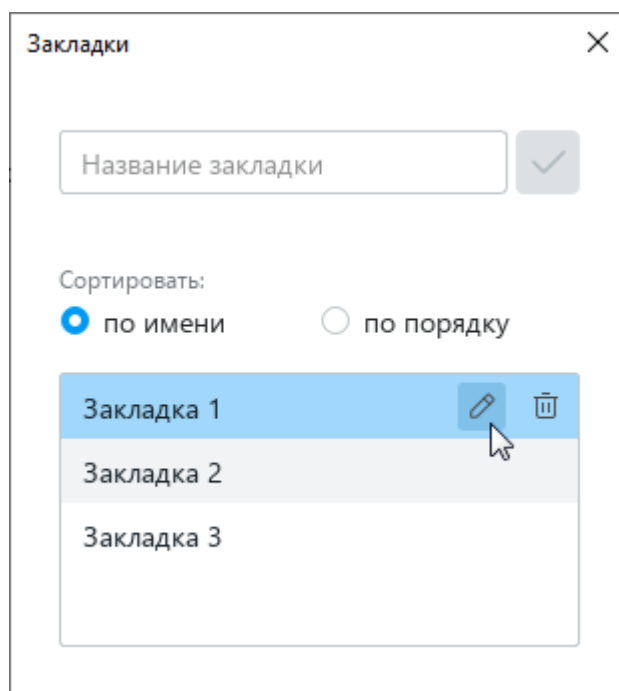 Закладки
Название закладки
Сортировать:
по имени по порядку
Закладка 1
Закладка 2
Закладка 3